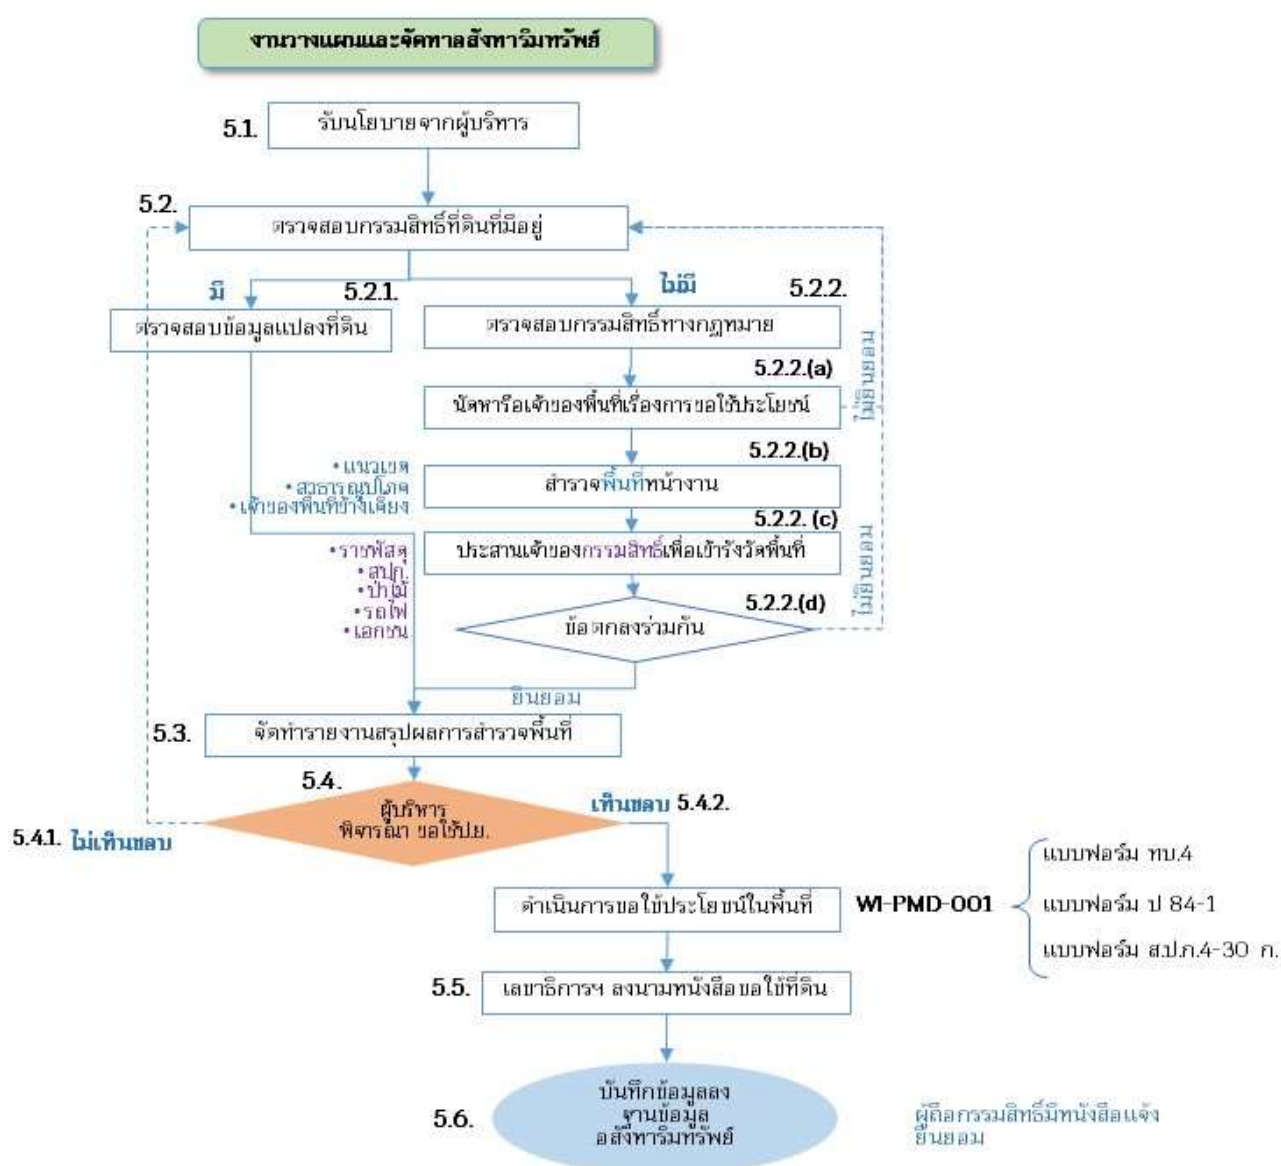 งานวางแผนและจัดหาอสังหาริมทรัพย์
5.1.
รับนโยบายจากผู้บริหาร
5.2.
ตรวจสอบกรรมสิทธิ์ที่ดินที่มีอยู่
มี
5.2.1.
ไม่มี
5.2.2.
ตรวจสอบข้อมูลแปลงที่ดิน
ตรวจสอบกรรมสิทธิ์ทางกฎหมาย
ไม่ยินยอม
5.2.2.(a)
นัดหารือเจ้าของพื้นที่เรื่องการขอใช้ประโยชน์
5.2.2.(b)
• แนวเขต
• สาธารณูปโภค
• เจ้าของพื้นที่ข้างเคียง
สำรวจพื้นที่หน้างาน
5.2.2. (c)
ประสานเจ้าของกรรมสิทธิ์เพื่อเข้ารังวัดพื้นที่
ไม่ยินยอม
• ราชพัสดุ
• สปก.
• ป่าไม้
• รถไฟ
• เอกชน
5.2.2.(d)
ข้อตกลงร่วมกัน
ยินยอม
5.3.
จัดทำรายงานสรุปผลการสำรวจพื้นที่
5.4.
ผู้บริหาร
พิจารณา ขอใช้ป.ย.
เห็นชอบ 5.4.2.
5.4.1. ไม่เห็นชอบ
ดำเนินการขอใช้ประโยชน์ในพื้นที่
WI-PMD-001
แบบฟอร์ม ทบ.4
แบบฟอร์ม ป 84-1
แบบฟอร์ม ส.ป.ก.4-30 ก.
5.5.
เลขาธิการฯ ลงนามหนังสือขอใช้ที่ดิน
5.6.
บันทึกข้อมูลลง
ฐานข้อมูล
อสังหาริมทรัพย์
ผู้ถือกรรมสิทธิ์มีหนังสือแจ้ง
ยินยอม